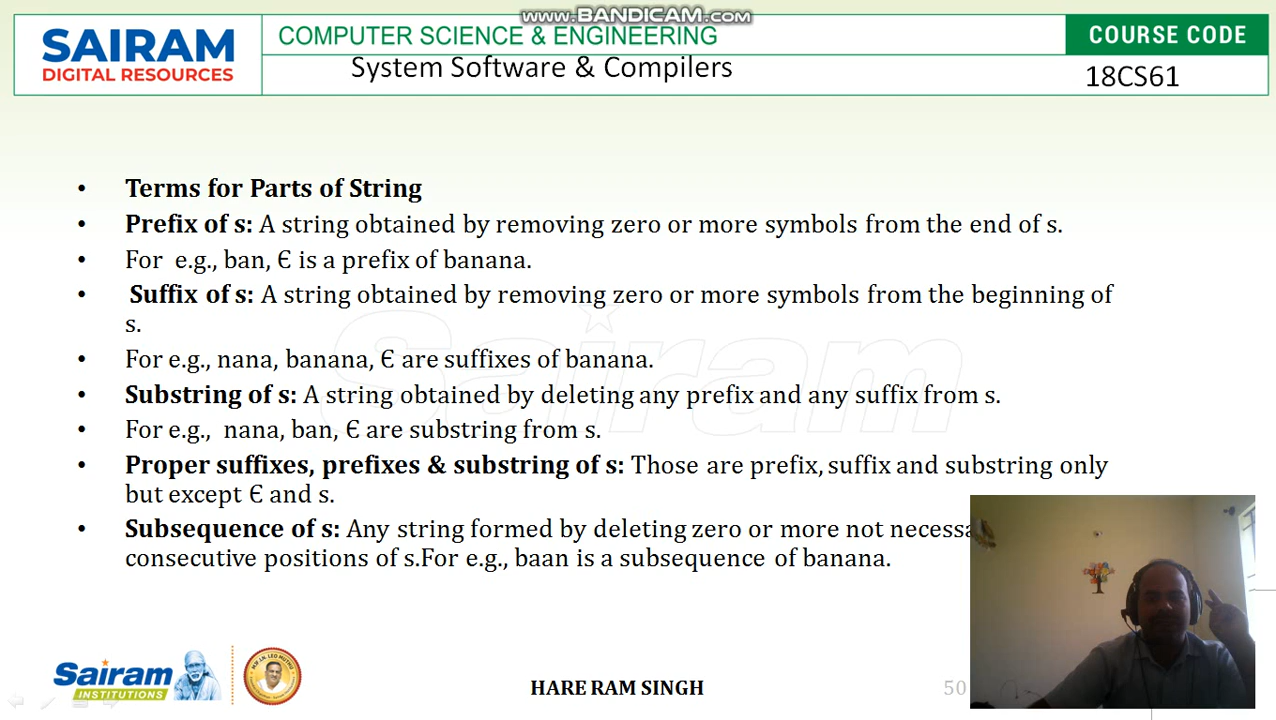 www.BANDICAM.com
SAIRAM
DIGITAL RESOURCES
COMPUTER SCIENCE & ENGINEERING
System Software & Compilers
COURSE CODE
18CS61
• Terms for Parts of String
• Prefix of s: A string obtained by removing zero or more symbols from the end of s.
• For e.g., ban, Є is a prefix of banana.
• Suffix of s: A string obtained by removing zero or more symbols from the beginning of
s.
• For e.g., nana, banana, Є are suffixes of banana.
• Substring of s: A string obtained by deleting any prefix and any suffix from s.
• For e.g., nana, ban, Є are substring from s.
• Proper suffixes, prefixes & substring of s: Those are prefix, suffix and substring only
but except Є and s.
• Subsequence of s: Any string formed by deleting zero or more not necessa
consecutive positions of s.For e.g., baan is a subsequence of banana.
Sairam
Sairam
INSTITUTIONS
HARE RAM SINGH
50